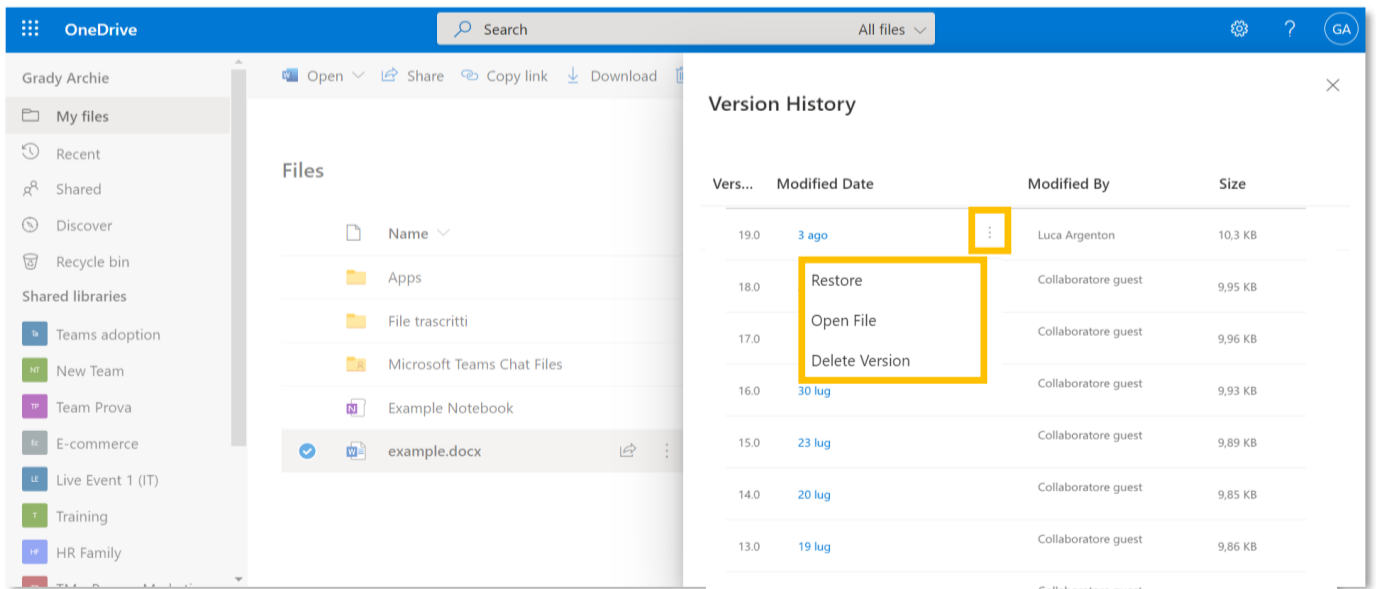 OneDrive Search All files GA
Grady Archie
My files
Recent
Shared
Discover
Recycle bin
Shared libraries
Ta Teams adoption
NT New Team
TP Team Prova
Ec E-commerce
LE Live Event 1 (IT)
T Training
HF HR Family
Open Share Copy link Download
Files
Name
Apps
File trascritti
Microsoft Teams Chat Files
Example Notebook
example.docx
Version History
Vers... Modified Date Modified By Size
19.0 3 ago Luca Argenton 10,3 KB
Restore
Open File
Delete Version
18.0 Collaboratore guest 9,95 KB
17.0 Collaboratore guest 9,96 KB
16.0 30 lug Collaboratore guest 9,93 KB
15.0 23 lug Collaboratore guest 9,89 KB
14.0 20 lug Collaboratore guest 9,85 KB
13.0 19 lug Collaboratore guest 9,86 KB